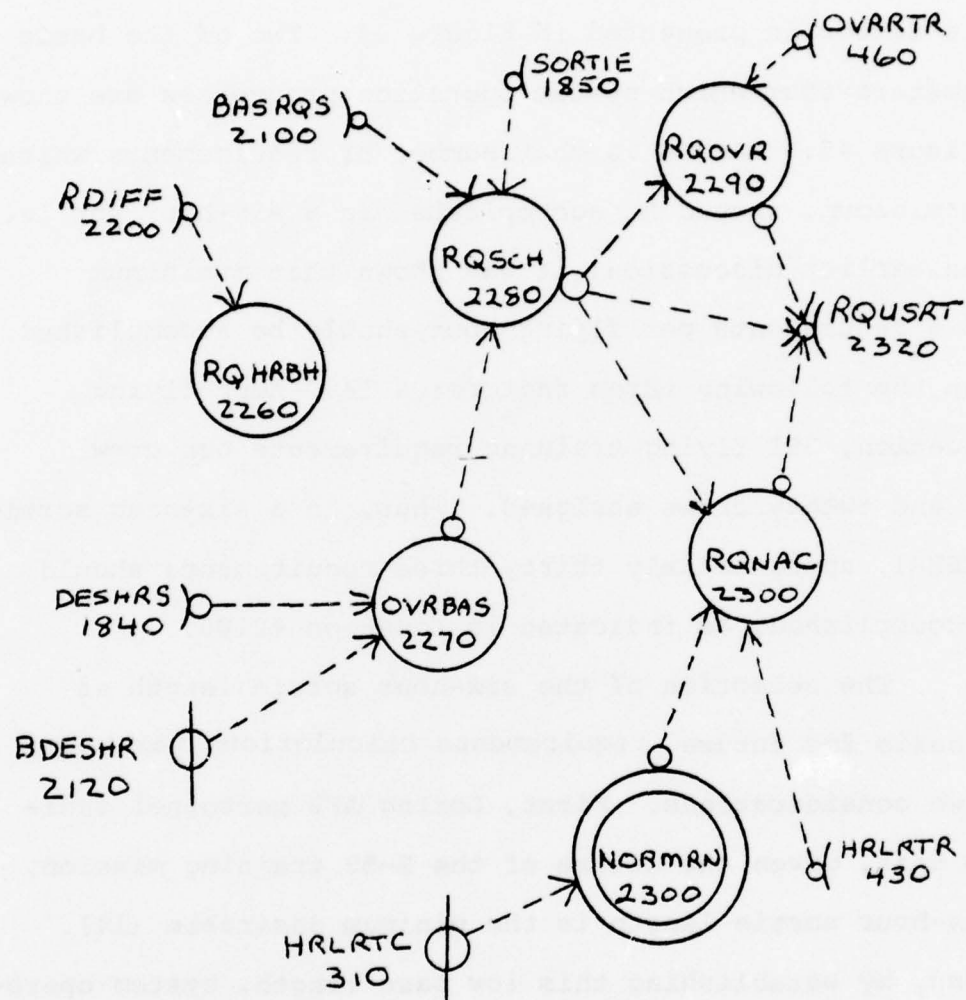 OVRRTR
460
SORTIE
1850
BASRQS
2100
RQOVR
2290
RDIFF
2200
RQSCH
2280
RQUSRT
2320
RQHRBH
2260
RQNAC
2300
DESHRS
1840
OVRBAS
2270
BDESHR
2120
NORMRN
2300
HRLRTR
430
HRLRTC
310